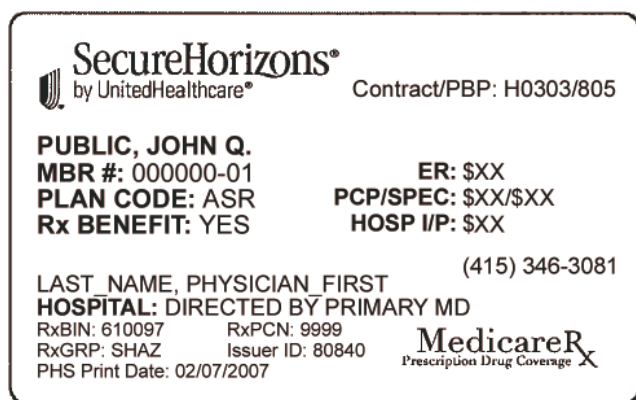 SecureHorizons®
by UnitedHealthcare®
Contract/PBP: H0303/805
PUBLIC, JOHN Q.
MBR #: 000000-01
ER: $XX
PLAN CODE: ASR
PCP/SPEC: $XX/$XX
Rx BENEFIT: YES
HOSP I/P: $XX
(415) 346-3081
LAST_NAME, PHYSICIAN_FIRST
HOSPITAL: DIRECTED BY PRIMARY MD
RxBIN: 610097 RxPCN: 9999
RxGRP: SHAZ Issuer ID: 80840
PHS Print Date: 02/07/2007
MedicareRx
Prescription Drug Coverage